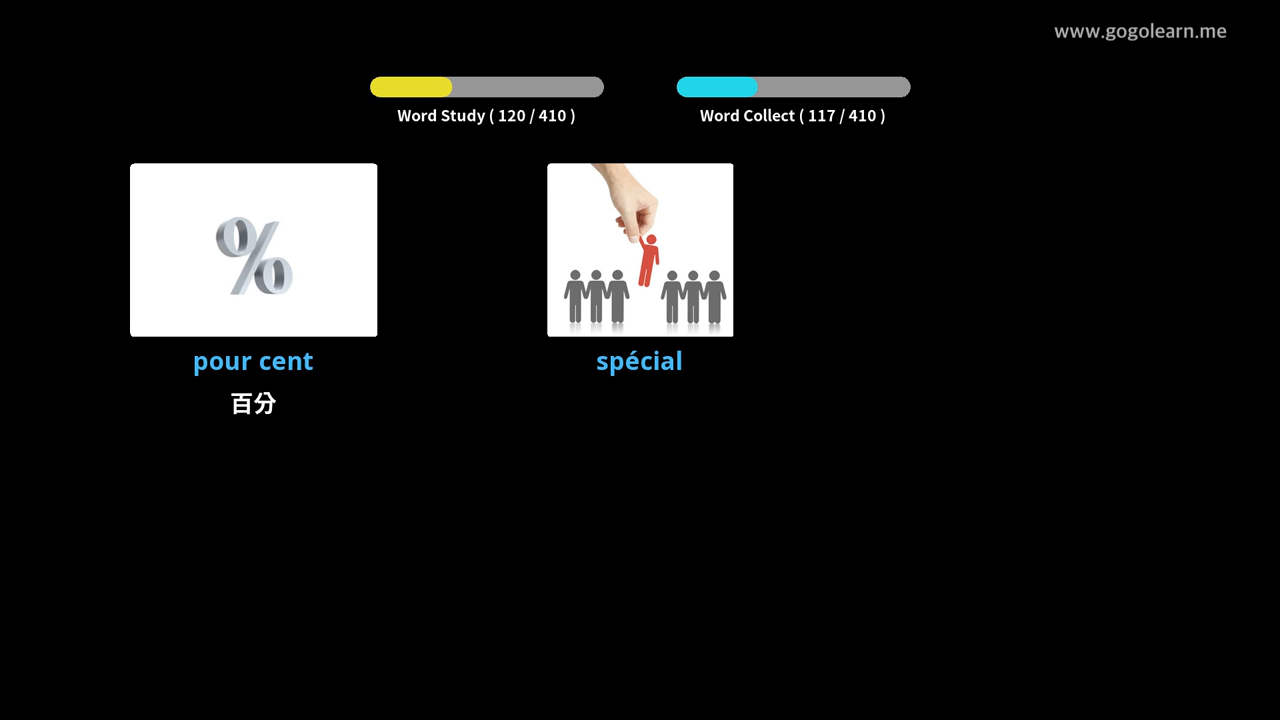 www.gogolearn.me
Word Study ( 120 / 410 )
Word Collect ( 117 / 410 )
%
pour cent
spécial
百分